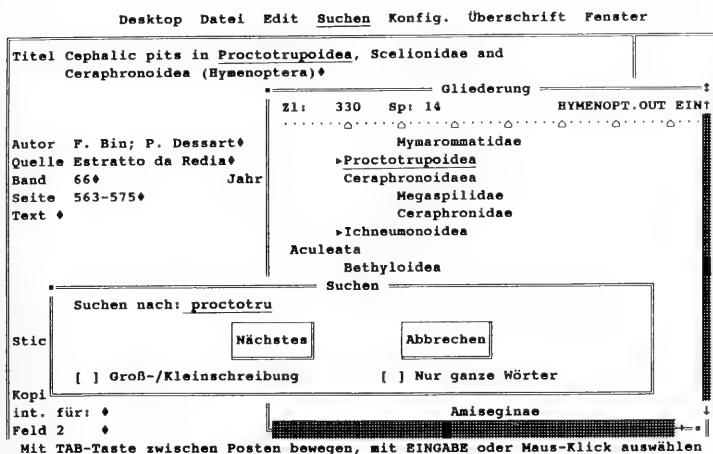 Desktop Datei Edit Suchen Konfig. Überschrift Fenster
Titel Cephalic pits in Proctotrupoidea, Scelionidae and
Ceraphronoidea (Hymenoptera)♦
Gliederung
Zl: 330 Sp: 14 HYMENOPT.OUT EIN
Mymarommatidae
Autor F. Bin; P. Dessart♦
▸Proctotrupoidea
Quelle Estratto da Redia♦
Ceraphronoidaea
Band 66♦ Jahr
Megaspilidae
Seite 563-575♦
Ceraphronidae
Text ♦
▸Ichneumonoidea
Aculeata
Bethyloidea
Suchen
Suchen nach: proctotru
Stic
Nächstes Abbrechen
[ ] Groß-/Kleinschreibung [ ] Nur ganze Wörter
Kopi
int. für: ♦ Amiseginae
Feld 2 ♦
Mit TAB-Taste zwischen Posten bewegen, mit EINGABE oder Maus-Klick auswählen